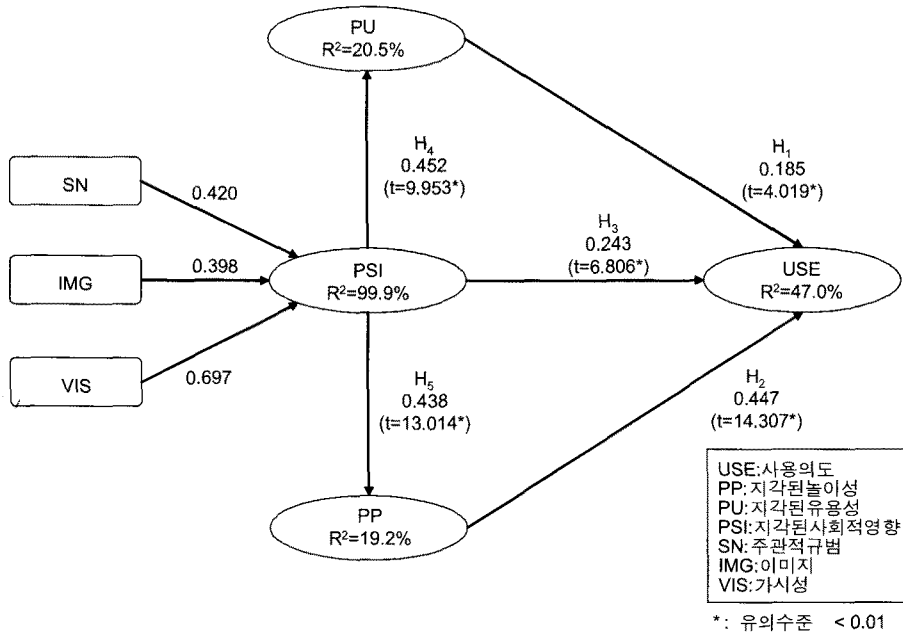 PU
R²=20.5%
H₄
0.452
(t=9.953*)
H₁
0.185
(t=4.019*)
SN
0.420
H₃
0.243
(t=6.806*)
IMG
0.398
PSI
R²=99.9%
USE
R²=47.0%
VIS
0.697
H₅
0.438
(t=13.014*)
H₂
0.447
(t=14.307*)
PP
R²=19.2%
USE:사용의도
PP:지각된놀이성
PU:지각된유용성
PSI:지각된사회적영향
SN:주관적규범
IMG:이미지
VIS:가시성
*: 유의수준 < 0.01